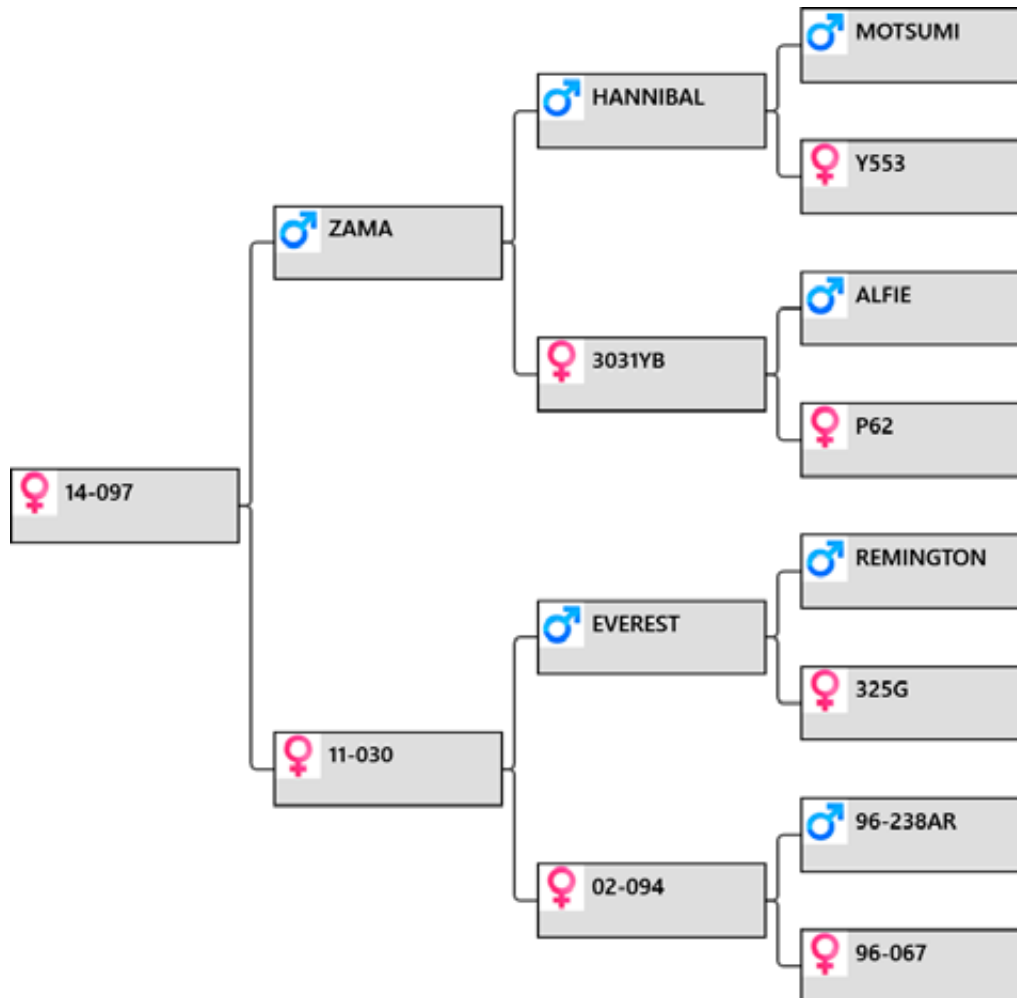 MOTSUMI
HANNIBAL
Y553
ZAMA
ALFIE
3031YB
P62
14-097
REMINGTON
EVEREST
325G
11-030
96-238AR
02-094
96-067